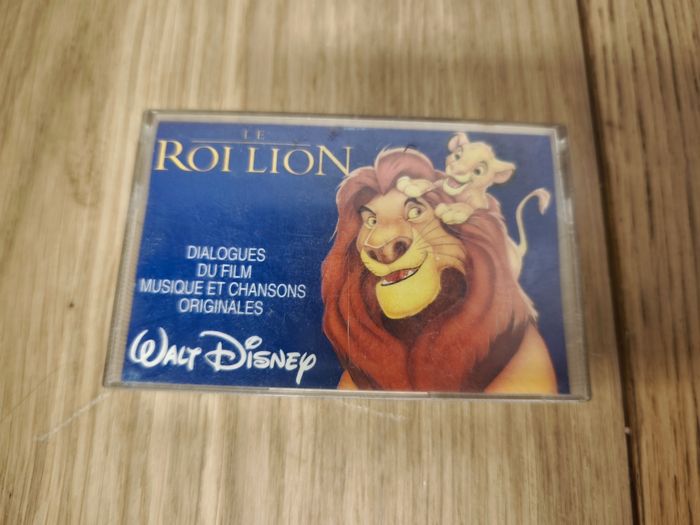 LE
ROI LION
DIALOGUES
DU FILM
MUSIQUE ET CHANSONS
ORIGINALES
WALT DISNEY